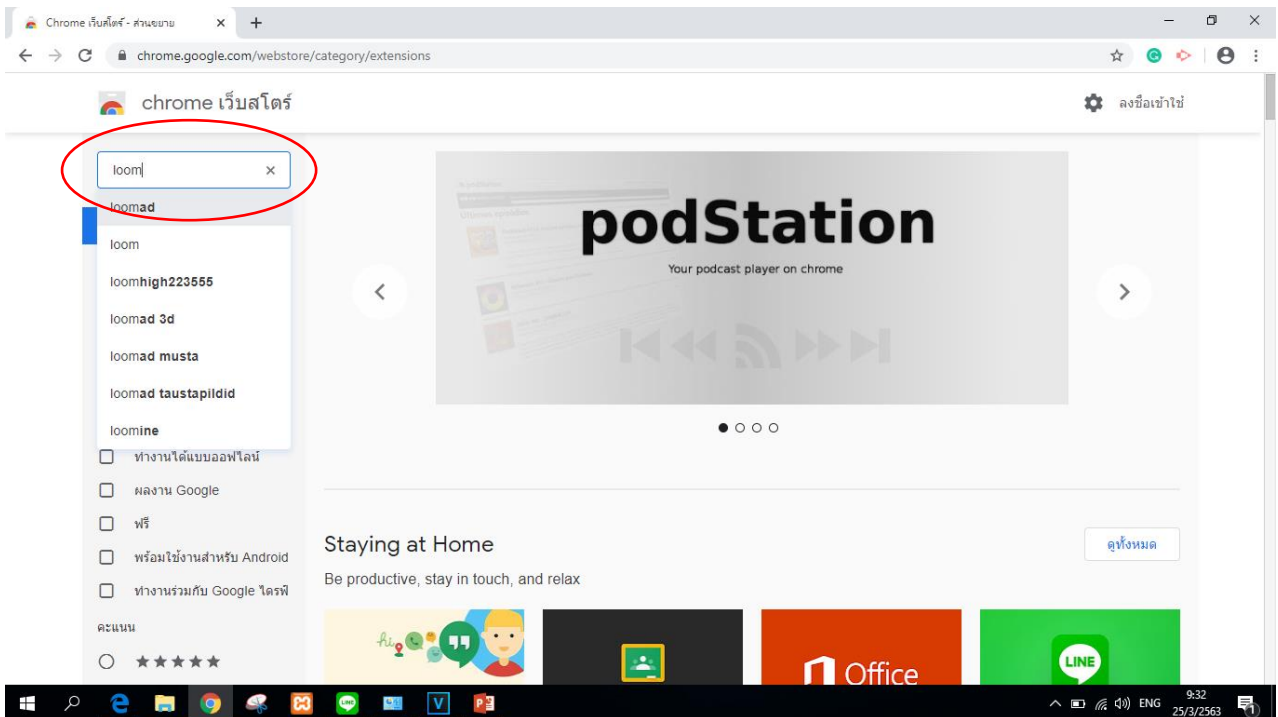 Chrome เว็บสโตร์ - ส่วนขยาย
chrome.google.com/webstore/category/extensions
chrome เว็บสโตร์
ลงชื่อเข้าใช้
loom
loomad
loom
loomhigh223555
loomad 3d
loomad musta
loomad taustapildid
loomine
podStation
Your podcast player on chrome
ทำงานได้แบบออฟไลน์
ผลงาน Google
ฟรี
พร้อมใช้งานสำหรับ Android
ทำงานร่วมกับ Google ไดรฟ์
คะแนน
Staying at Home
ดูทั้งหมด
Be productive, stay in touch, and relax
hi
Office
LINE
ENG
9:32
25/3/2563